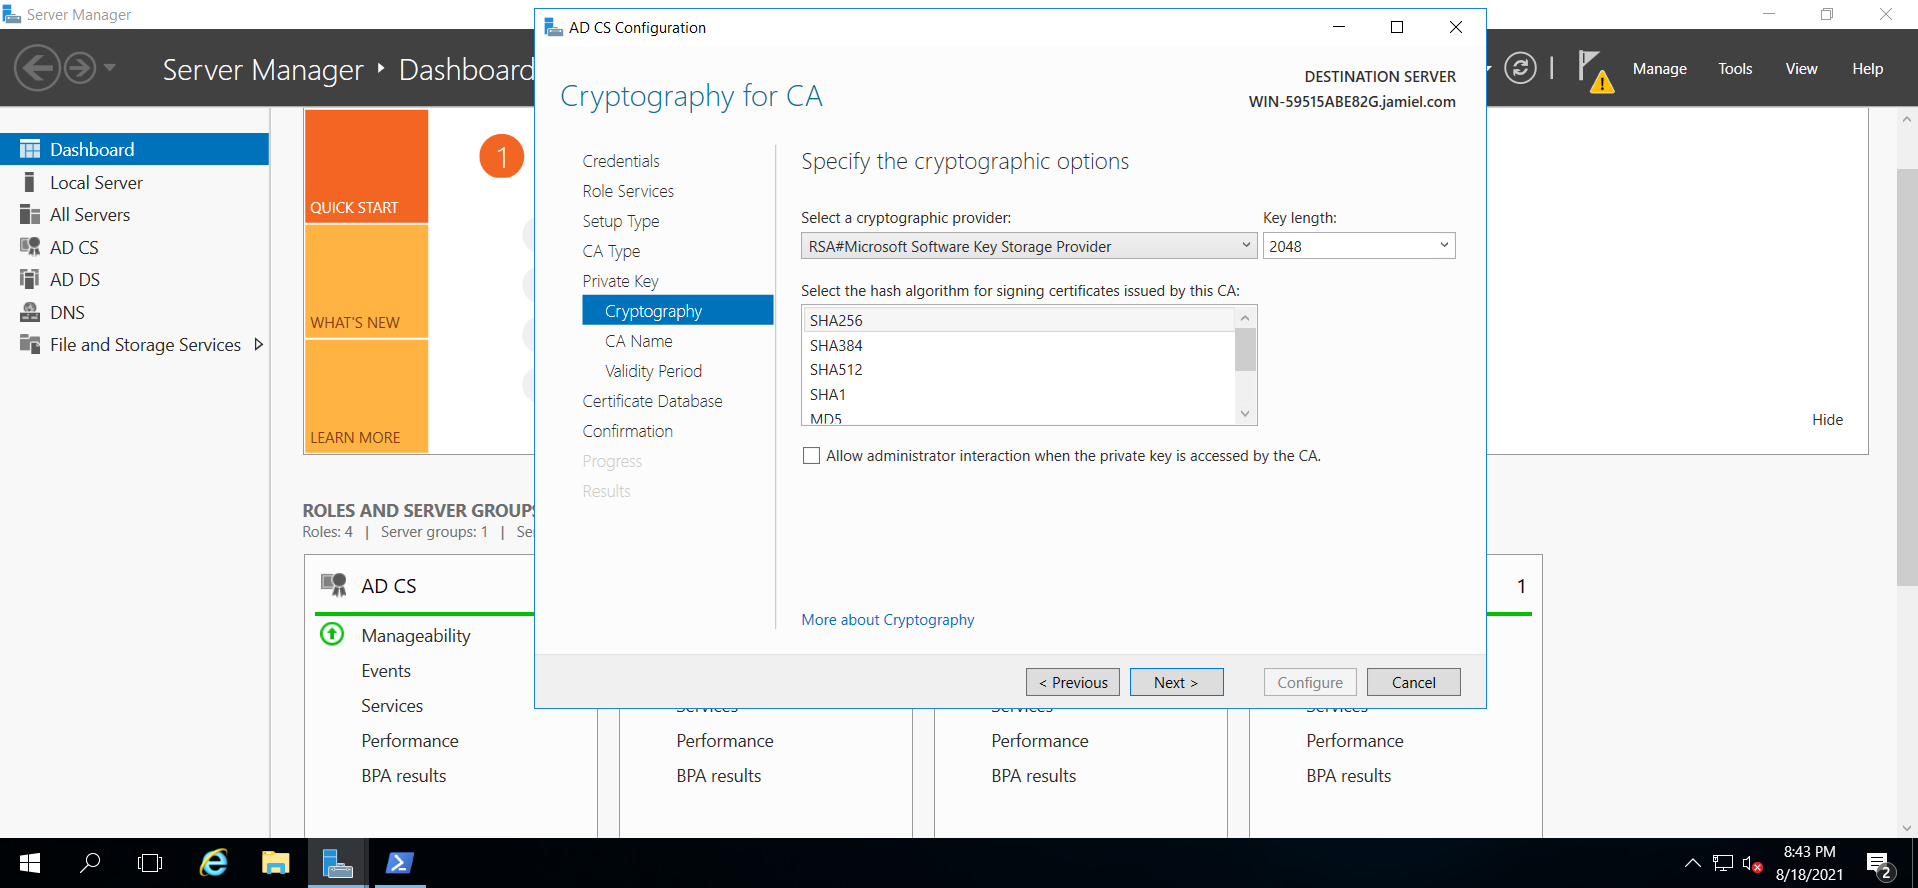 Server Manager
Server Manager ‣ Dashboard
Manage
Tools
View
Help
Dashboard
Local Server
All Servers
AD CS
AD DS
DNS
File and Storage Services
QUICK START
WHAT'S NEW
LEARN MORE
1
Hide
ROLES AND SERVER GROUPS
Roles: 4 | Server groups: 1 | Se
AD CS
Manageability
Events
Services
Performance
BPA results
Services
Performance
BPA results
Services
Performance
BPA results
1
Services
Performance
BPA results
AD CS Configuration
Cryptography for CA
DESTINATION SERVER
WIN-59515ABE82G.jamiel.com
Credentials
Role Services
Setup Type
CA Type
Private Key
Cryptography
CA Name
Validity Period
Certificate Database
Confirmation
Progress
Results
Specify the cryptographic options
Select a cryptographic provider:
Key length:
RSA#Microsoft Software Key Storage Provider
2048
Select the hash algorithm for signing certificates issued by this CA:
SHA256
SHA384
SHA512
SHA1
MD5
Allow administrator interaction when the private key is accessed by the CA.
More about Cryptography
< Previous
Next >
Configure
Cancel
8:43 PM
8/18/2021
2